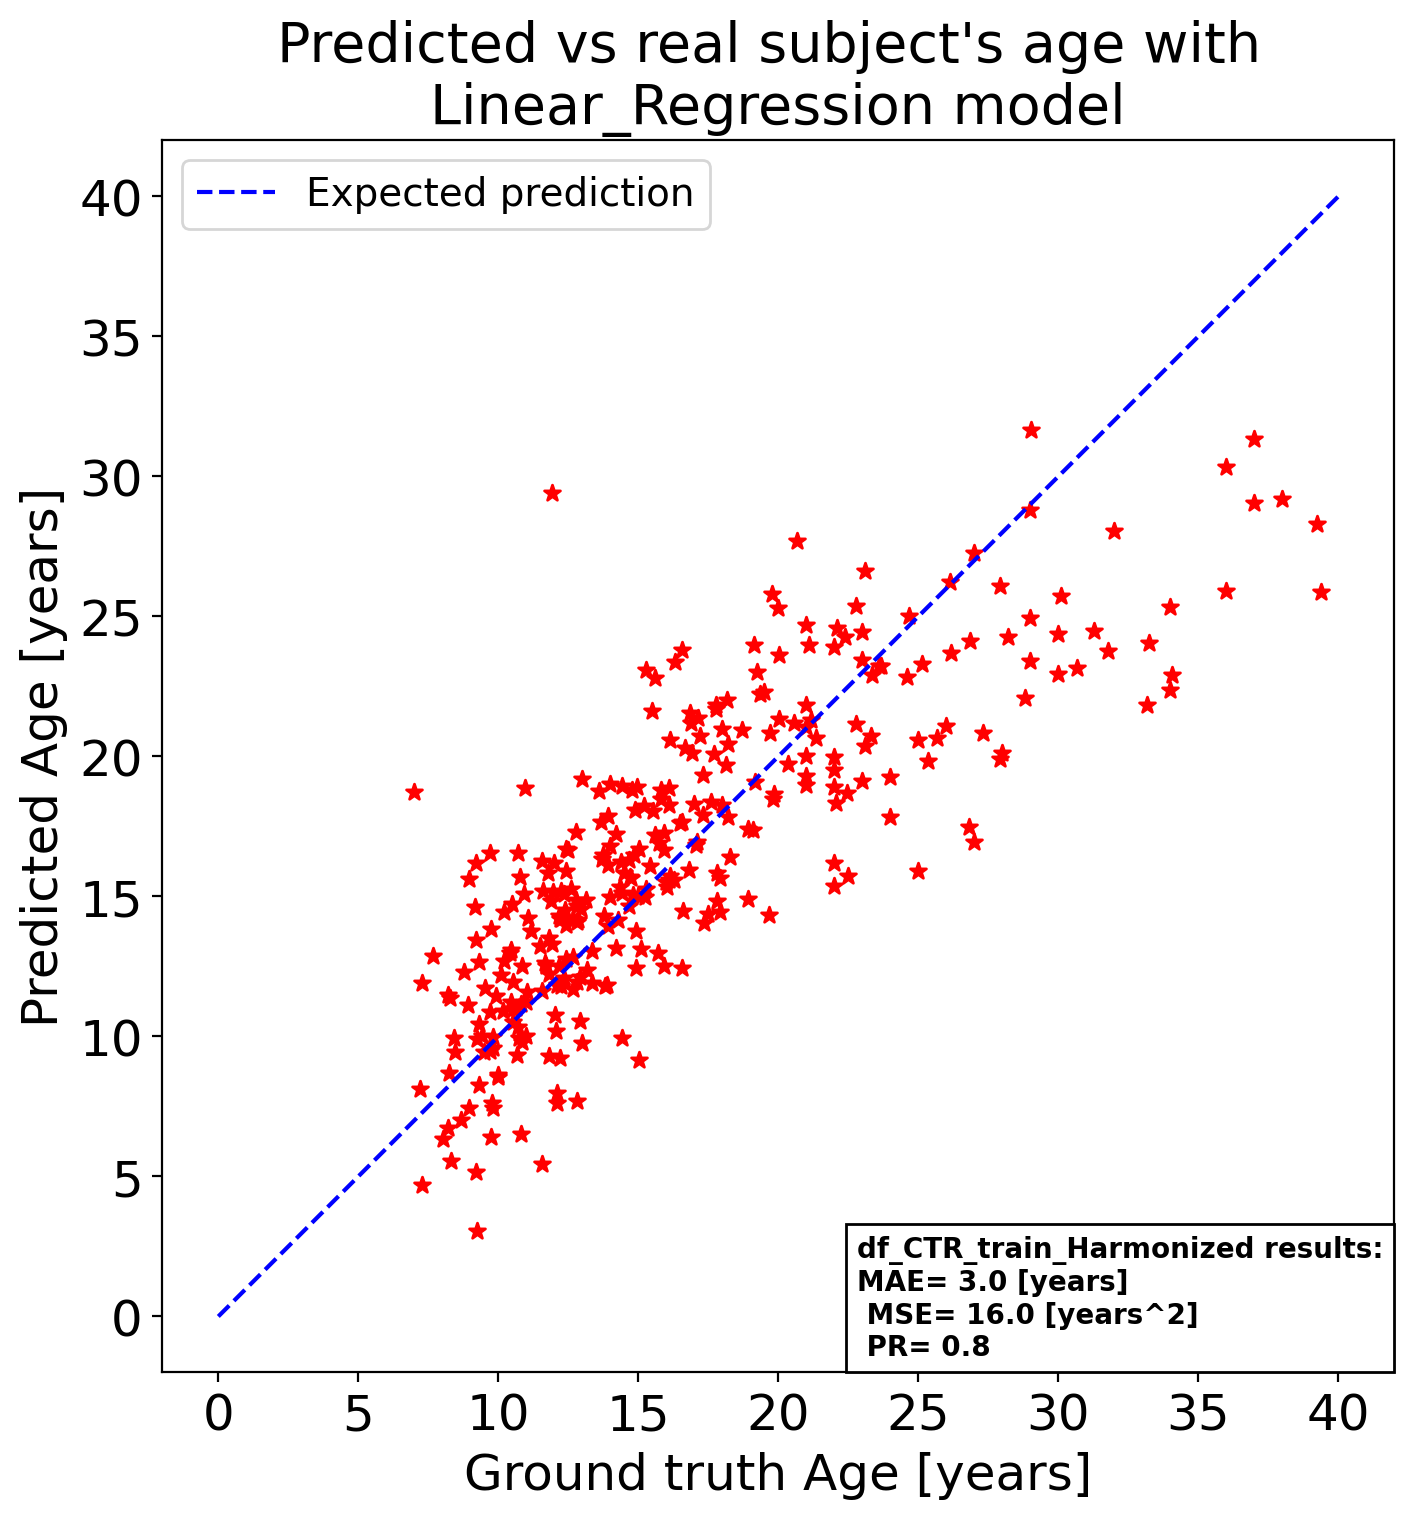 Predicted vs real subject's age with
Linear_Regression model
Expected prediction
Predicted Age [years]
40
35
30
25
20
15
10
5
0
df_CTR_train_Harmonized results:
MAE= 3.0 [years]
MSE= 16.0 [years^2]
PR= 0.8
0 5 10 15 20 25 30 35 40
Ground truth Age [years]